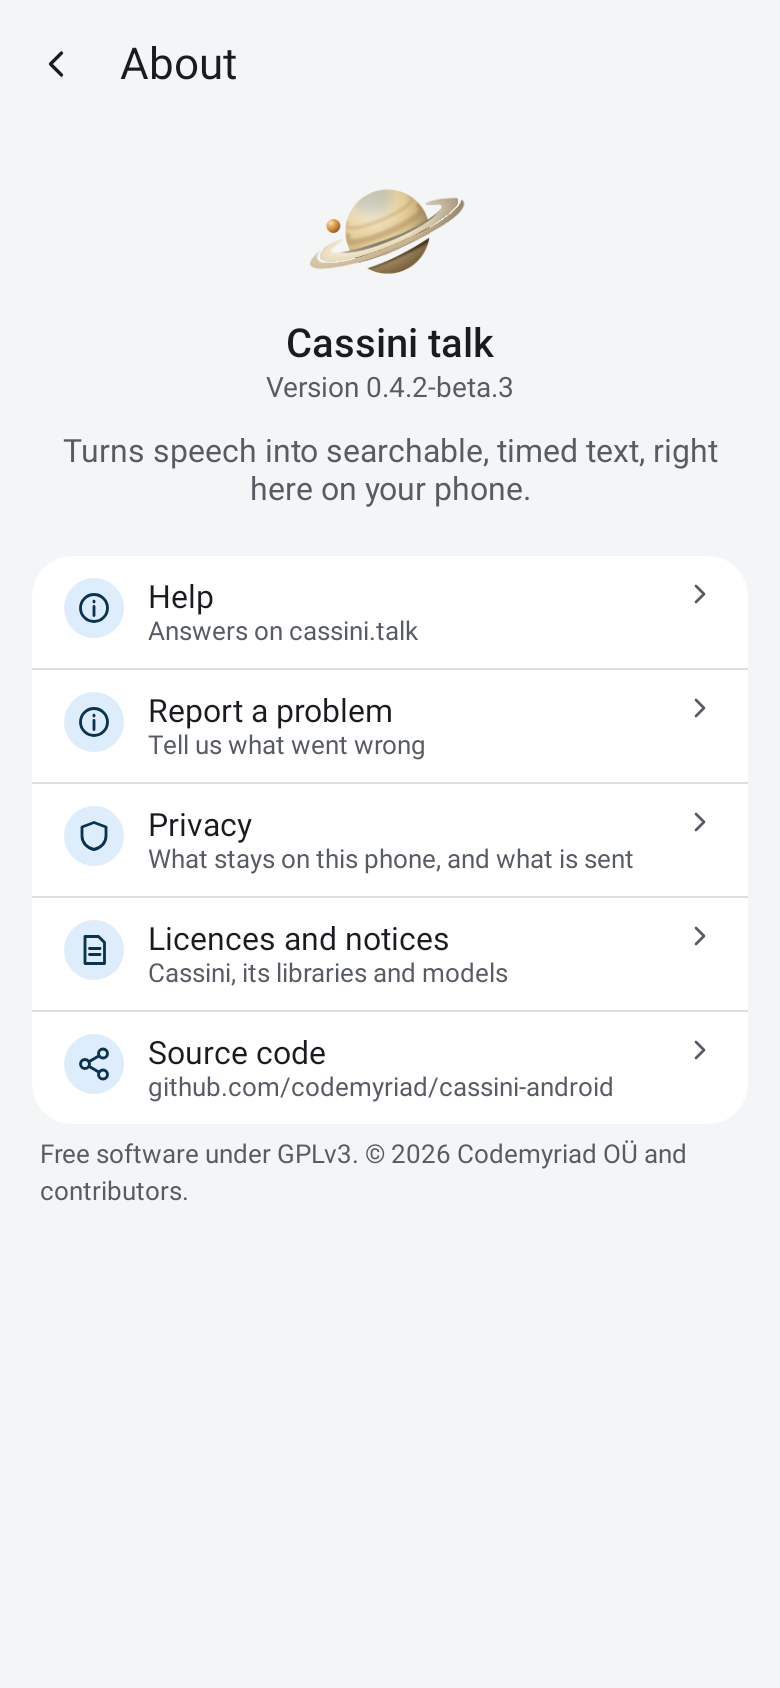 About
Cassini talk
Version 0.4.2-beta.3
Turns speech into searchable, timed text, right
here on your phone.
Help
Answers on cassini.talk
Report a problem
Tell us what went wrong
Privacy
What stays on this phone, and what is sent
Licences and notices
Cassini, its libraries and models
Source code
github.com/codemyriad/cassini-android
Free software under GPLv3. © 2026 Codemyriad OÜ and
contributors.